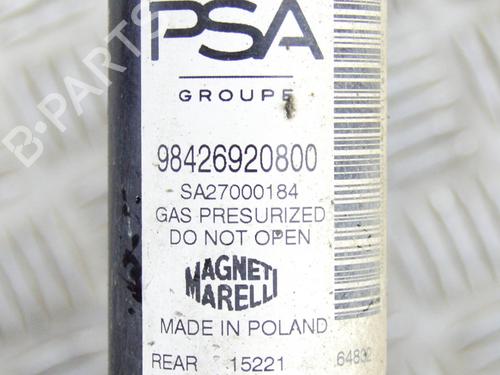 PSA
GROUPE
98426920800
SA27000184
GAS PRESURIZED
DO NOT OPEN
MAGNETI
MARELLI
MADE IN POLAND
REAR 15221
B-PARTS